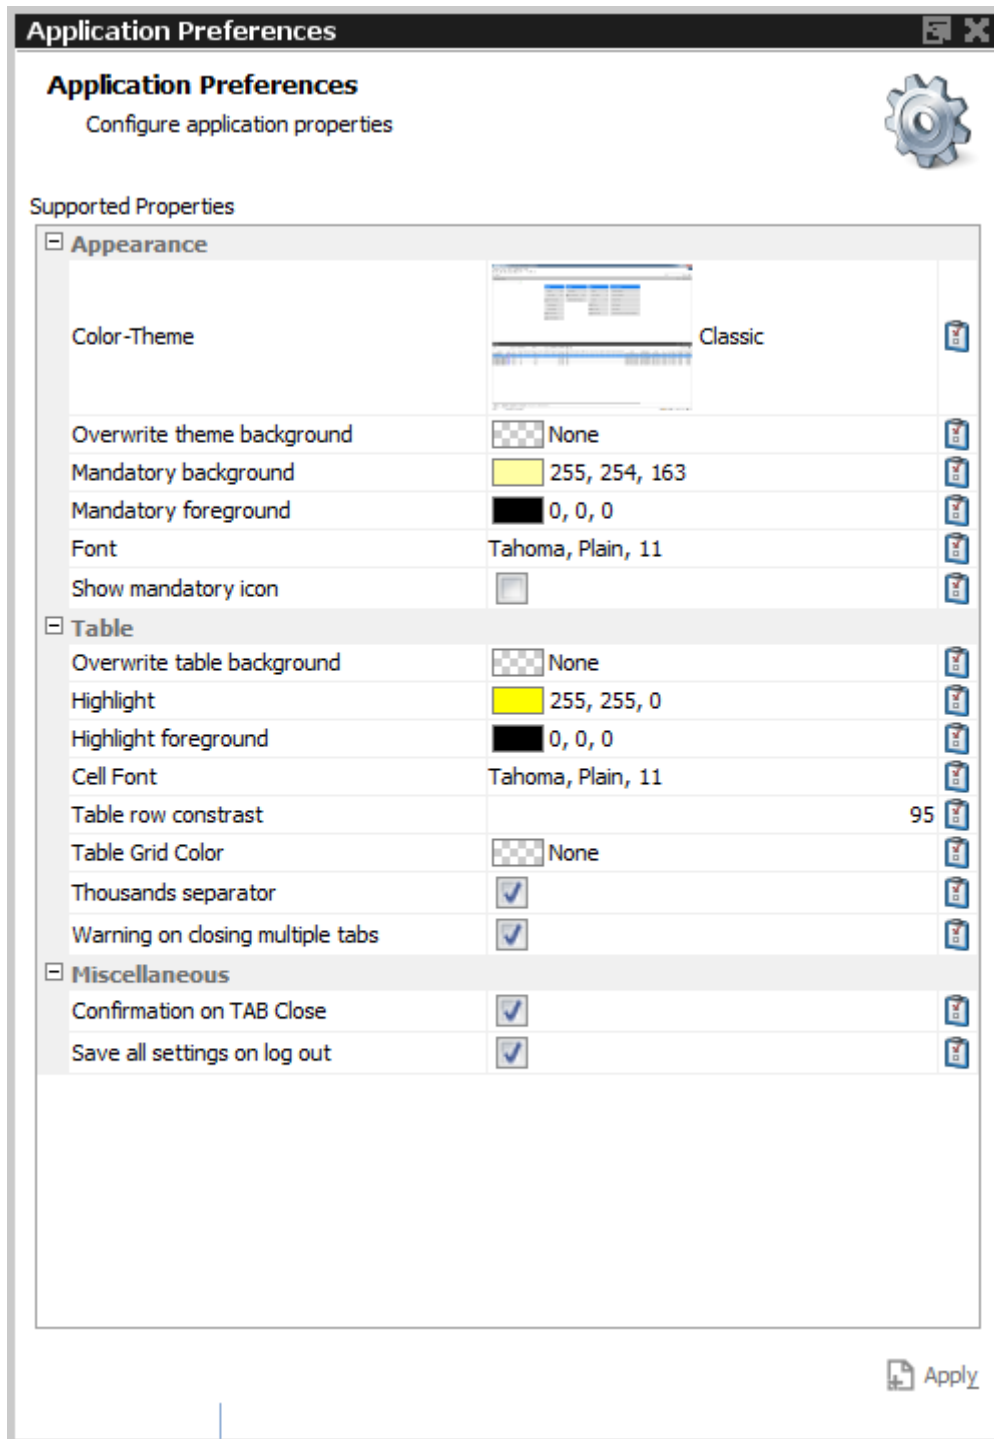 Application Preferences
Application Preferences
Configure application properties
Supported Properties
Appearance
Color-Theme Classic
Overwrite theme background None
Mandatory background 255, 254, 163
Mandatory foreground 0, 0, 0
Font Tahoma, Plain, 11
Show mandatory icon
Table
Overwrite table background None
Highlight 255, 255, 0
Highlight foreground 0, 0, 0
Cell Font Tahoma, Plain, 11
Table row constrast 95
Table Grid Color None
Thousands separator
Warning on closing multiple tabs
Miscellaneous
Confirmation on TAB Close
Save all settings on log out
Apply